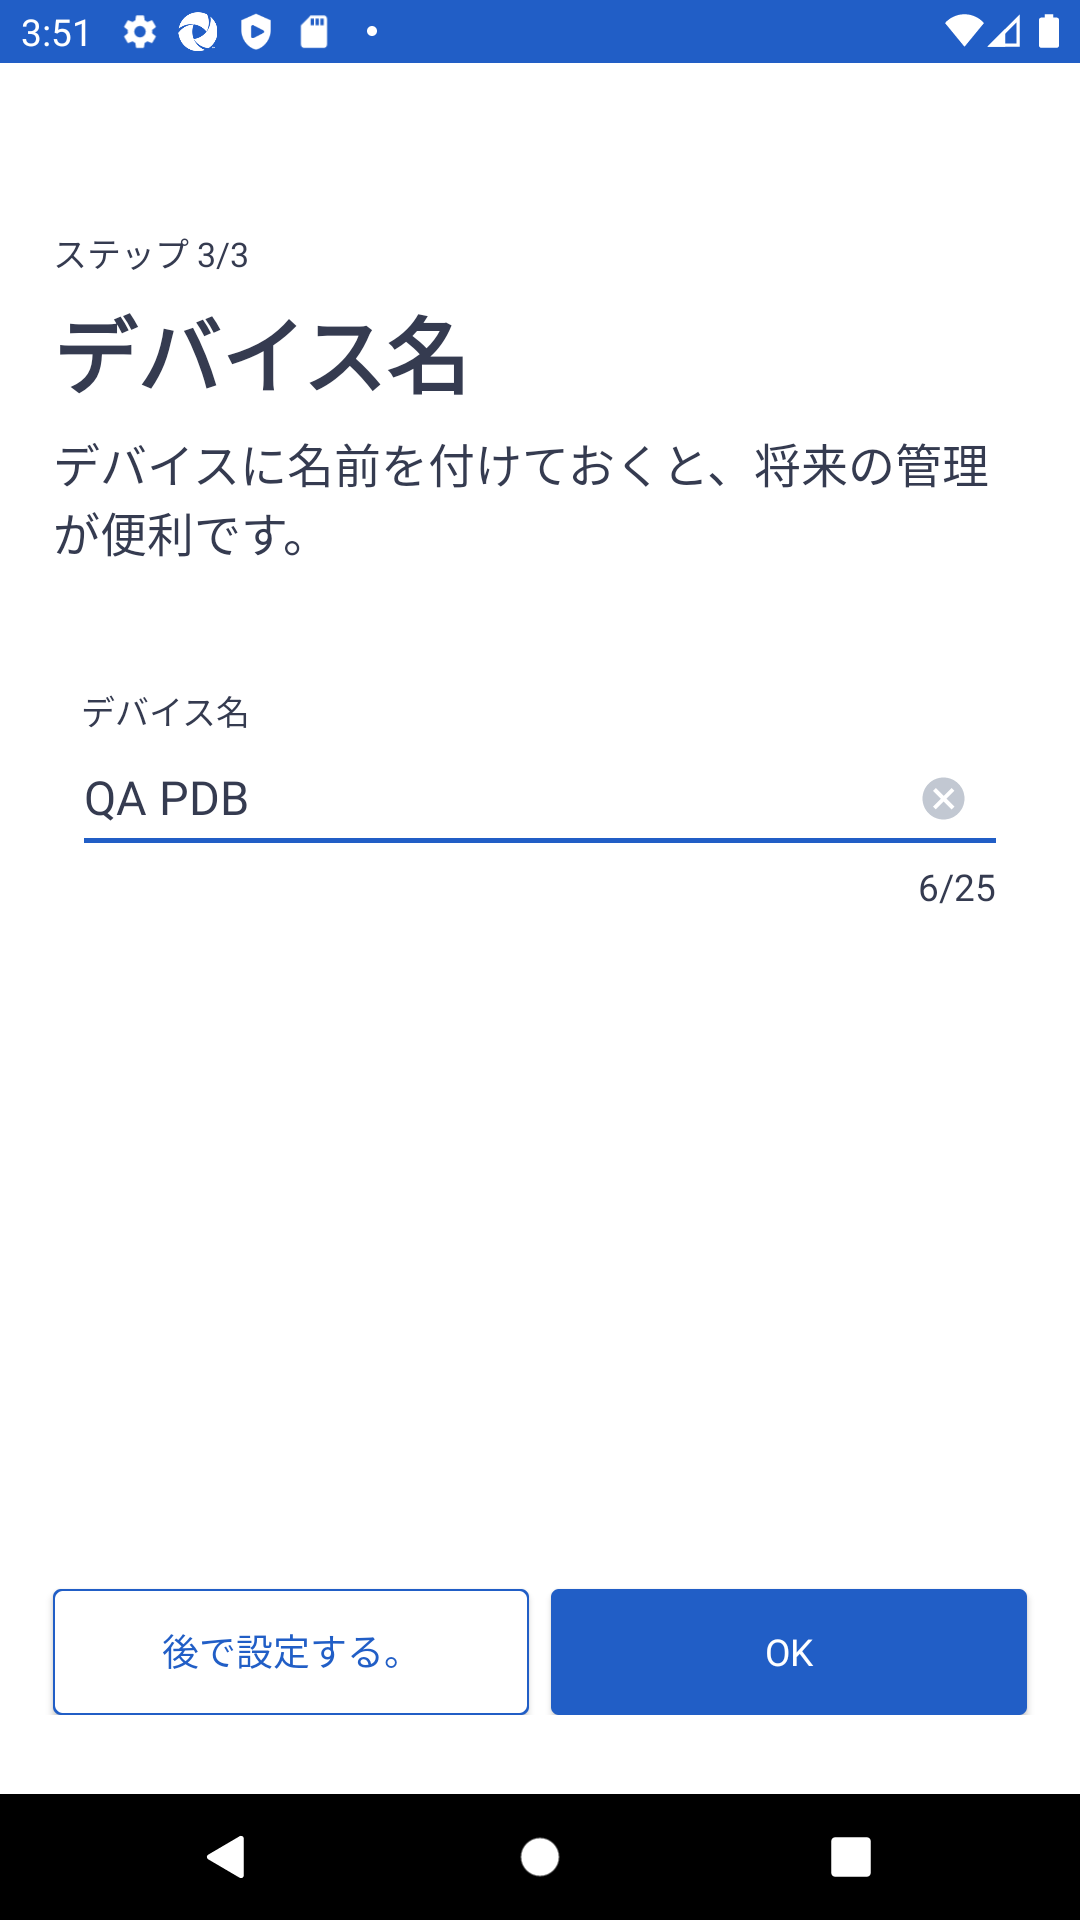 3:51
ステップ 3/3
デバイス名
デバイスに名前を付けておくと、将来の管理
が便利です。
デバイス名
QA PDB
6/25
後で設定する。
OK